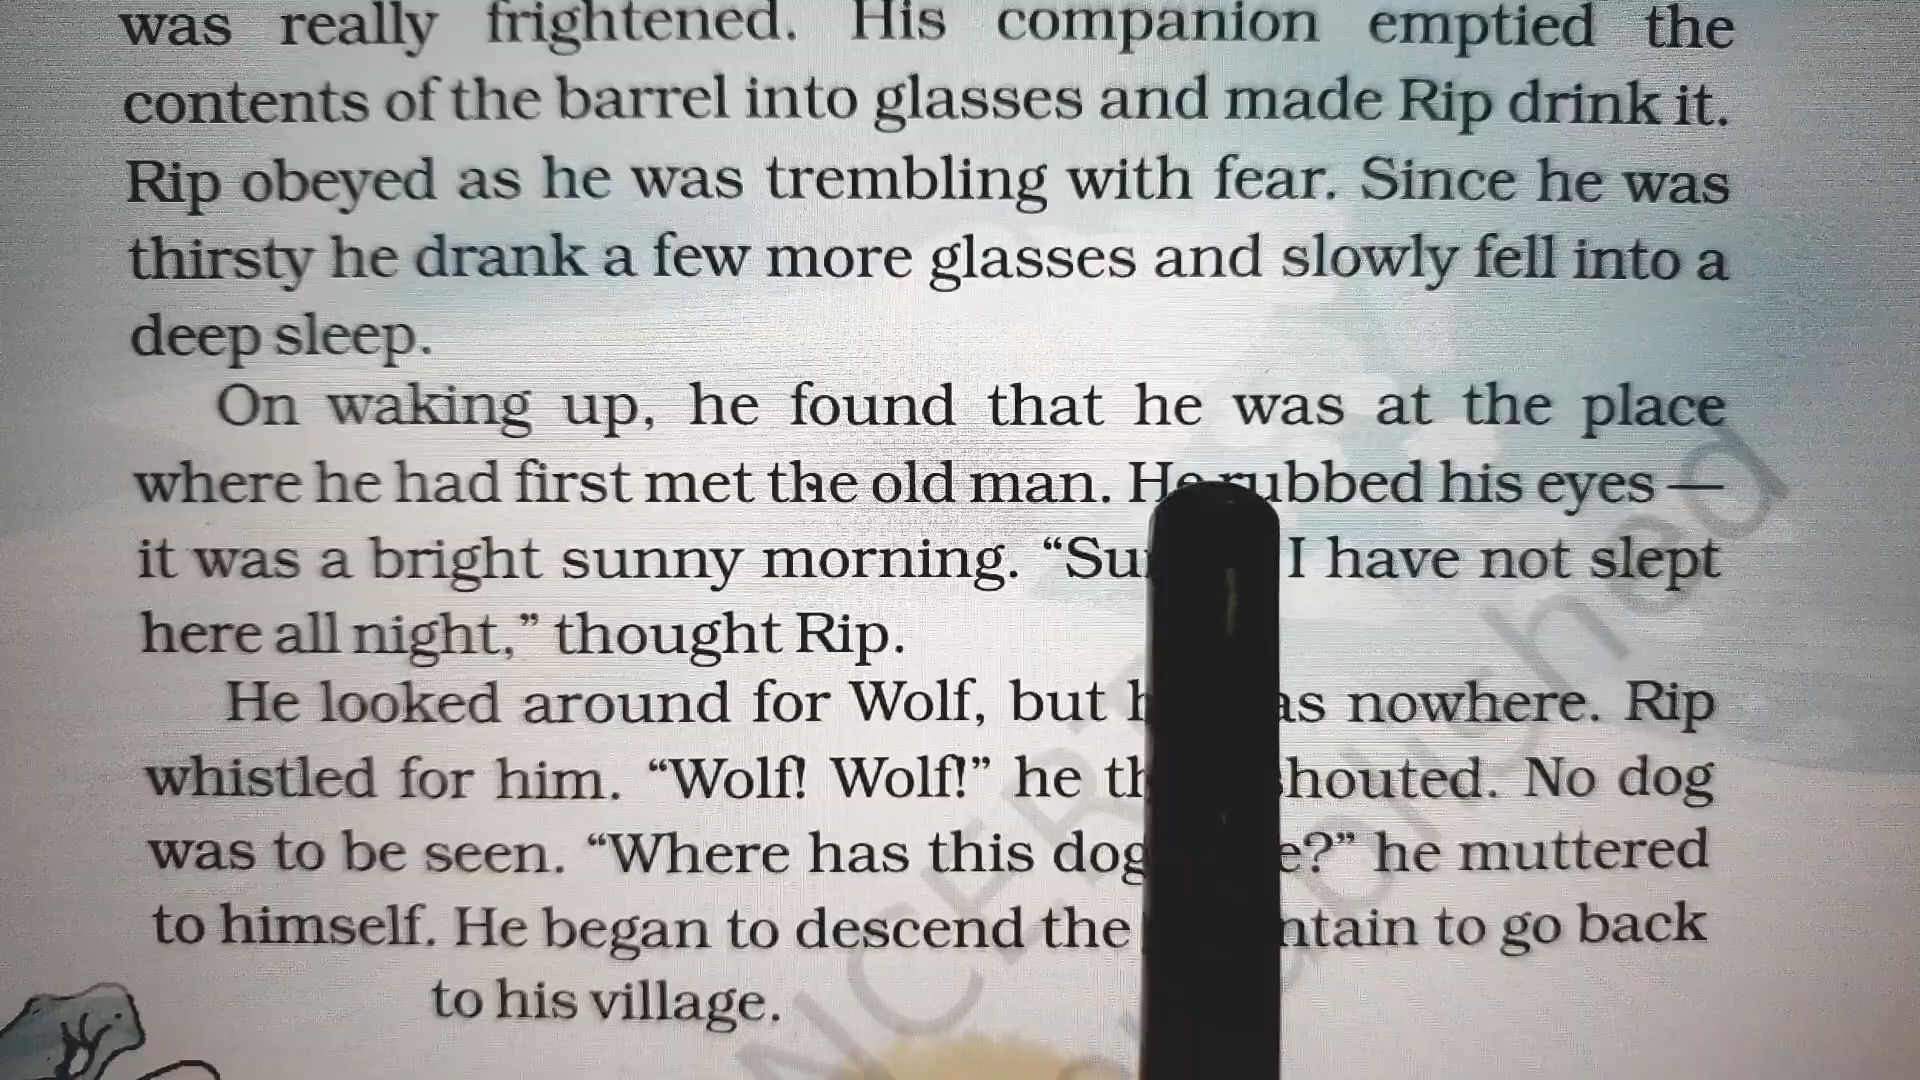 was really frightened. His companion emptied the
contents of the barrel into glasses and made Rip drink it.
Rip obeyed as he was trembling with fear. Since he was
thirsty he drank a few more glasses and slowly fell into a
deep sleep.
On waking up, he found that he was at the place
where he had first met the old man. He rubbed his eyes —
it was a bright sunny morning. “ I have not slept
here all night,” thought Rip.
He looked around for Wolf, but nowhere. Rip
whistled for him. “Wolf! Wolf!” he No dog
was to be seen. “Where has this dog he muttered
to himself. He began to descend the to go back
to his village.
NCERT